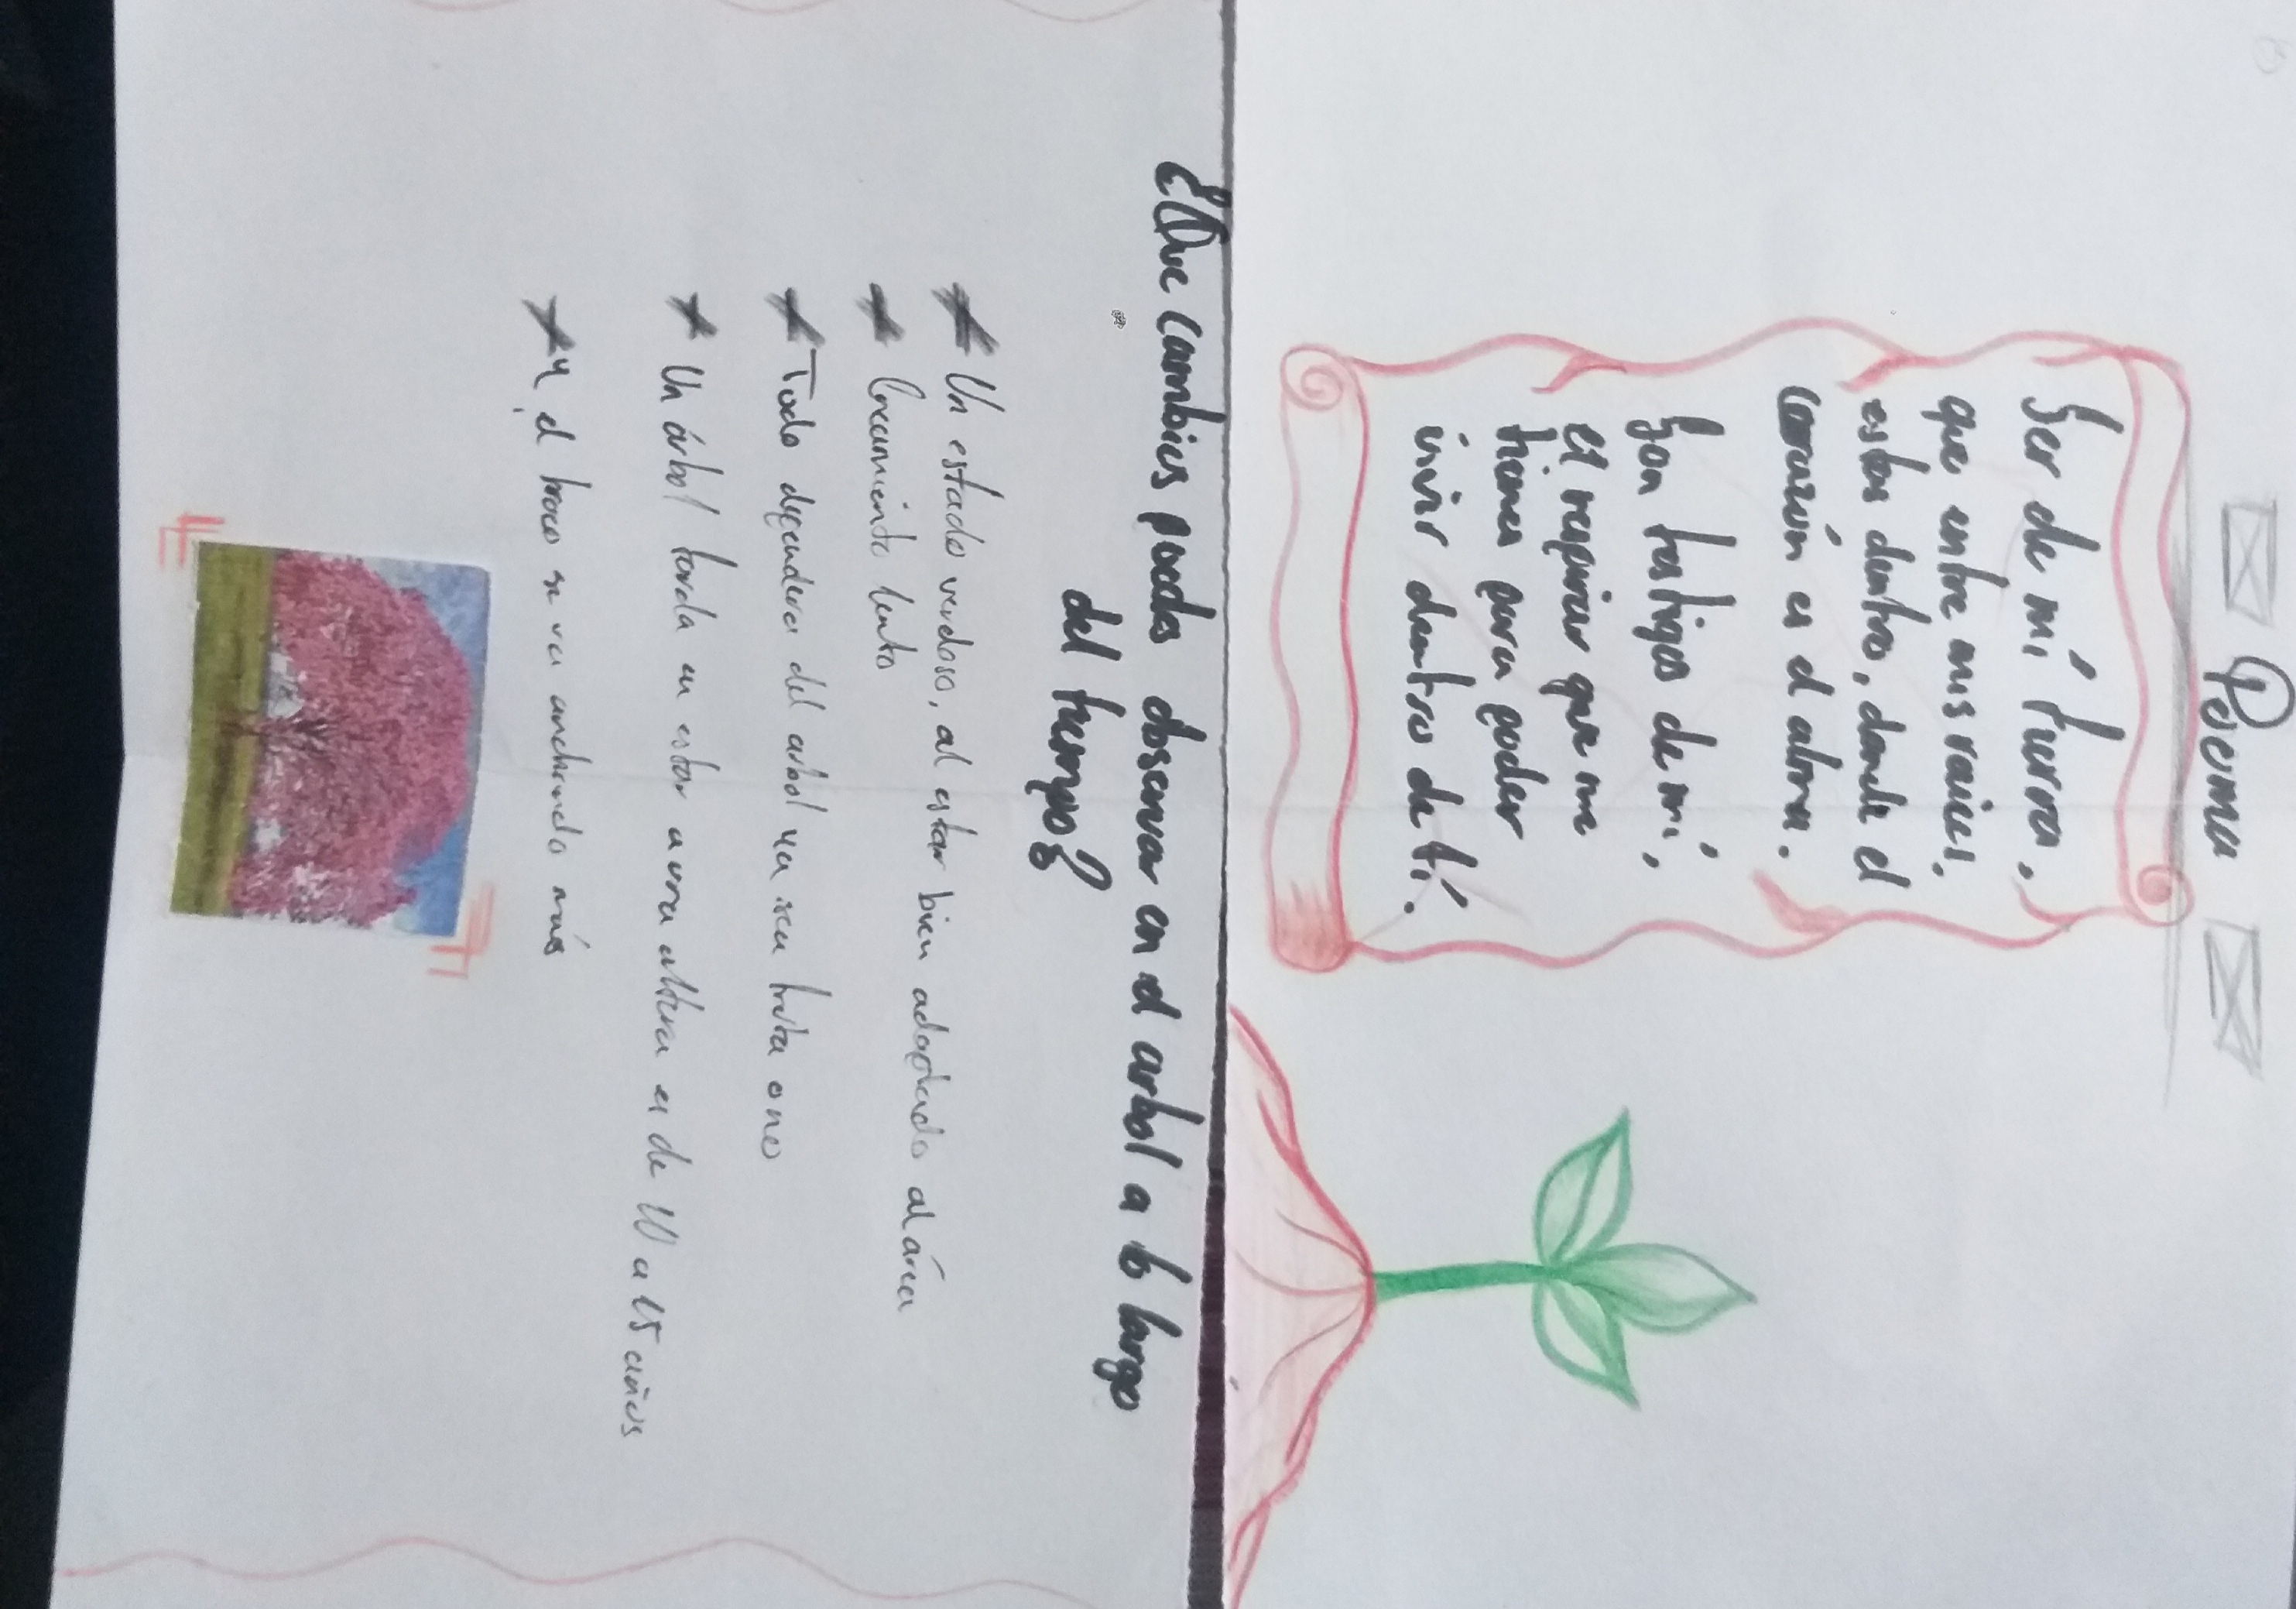 Poema
Ser de mí tierra,
que entre mis raices,
estas dentro, donde el
corazón es el alma.
Son testigos de mí,
el respirar que me
tienes para poder
vivir dentro de tí.
¿Que cambios puedes observar en el arbol a lo largo
del tiempo?
Un estado verdoso, al estar bien adaptado al área
Crecimiento lento
Todo dependera del arbol ya sea fruta o no
Un árbol tarda en estar a una altura es de 10 a 15 años
y el troco se va anchando más